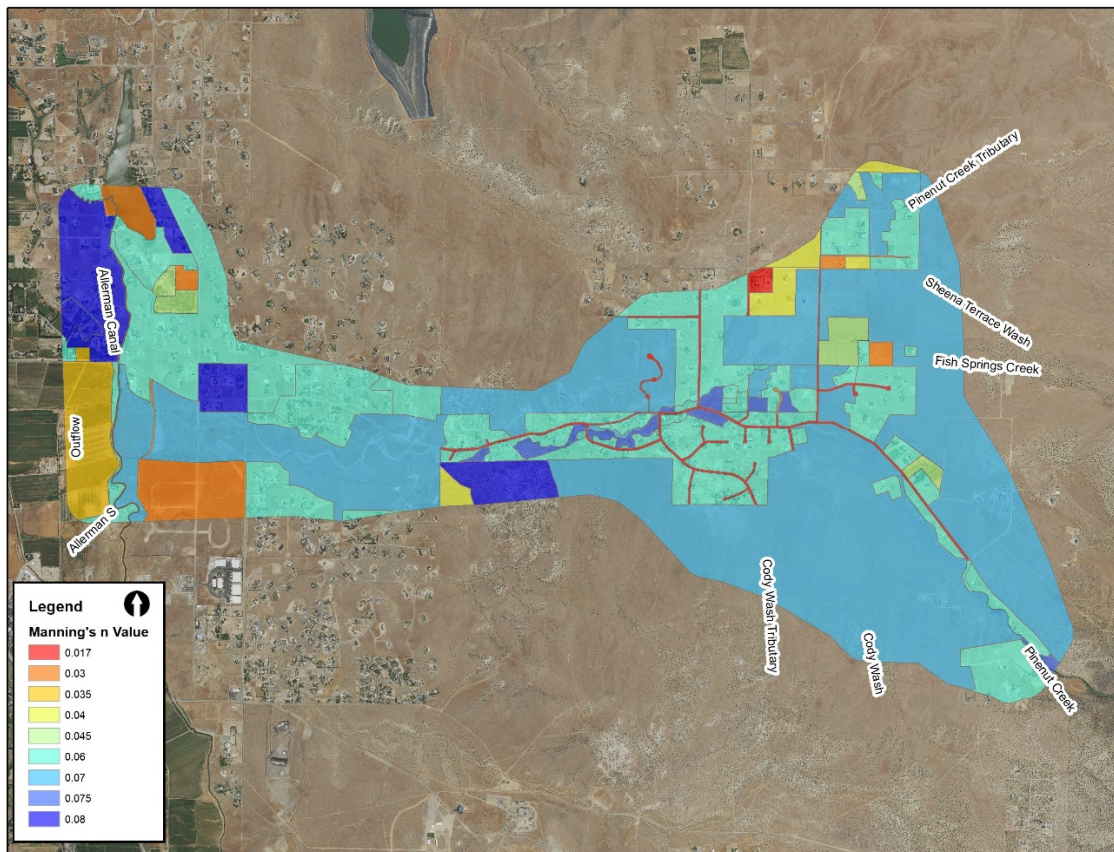 Pinenut Creek Tributary
Sheena Terrace Wash
Fish Springs Creek
Allerman Canal
Outflow
Allerman S
Cody Wash Tributary
Cody Wash
Pinenut Creek
Legend
Manning's n Value
0.017
0.03
0.035
0.04
0.045
0.06
0.07
0.075
0.08